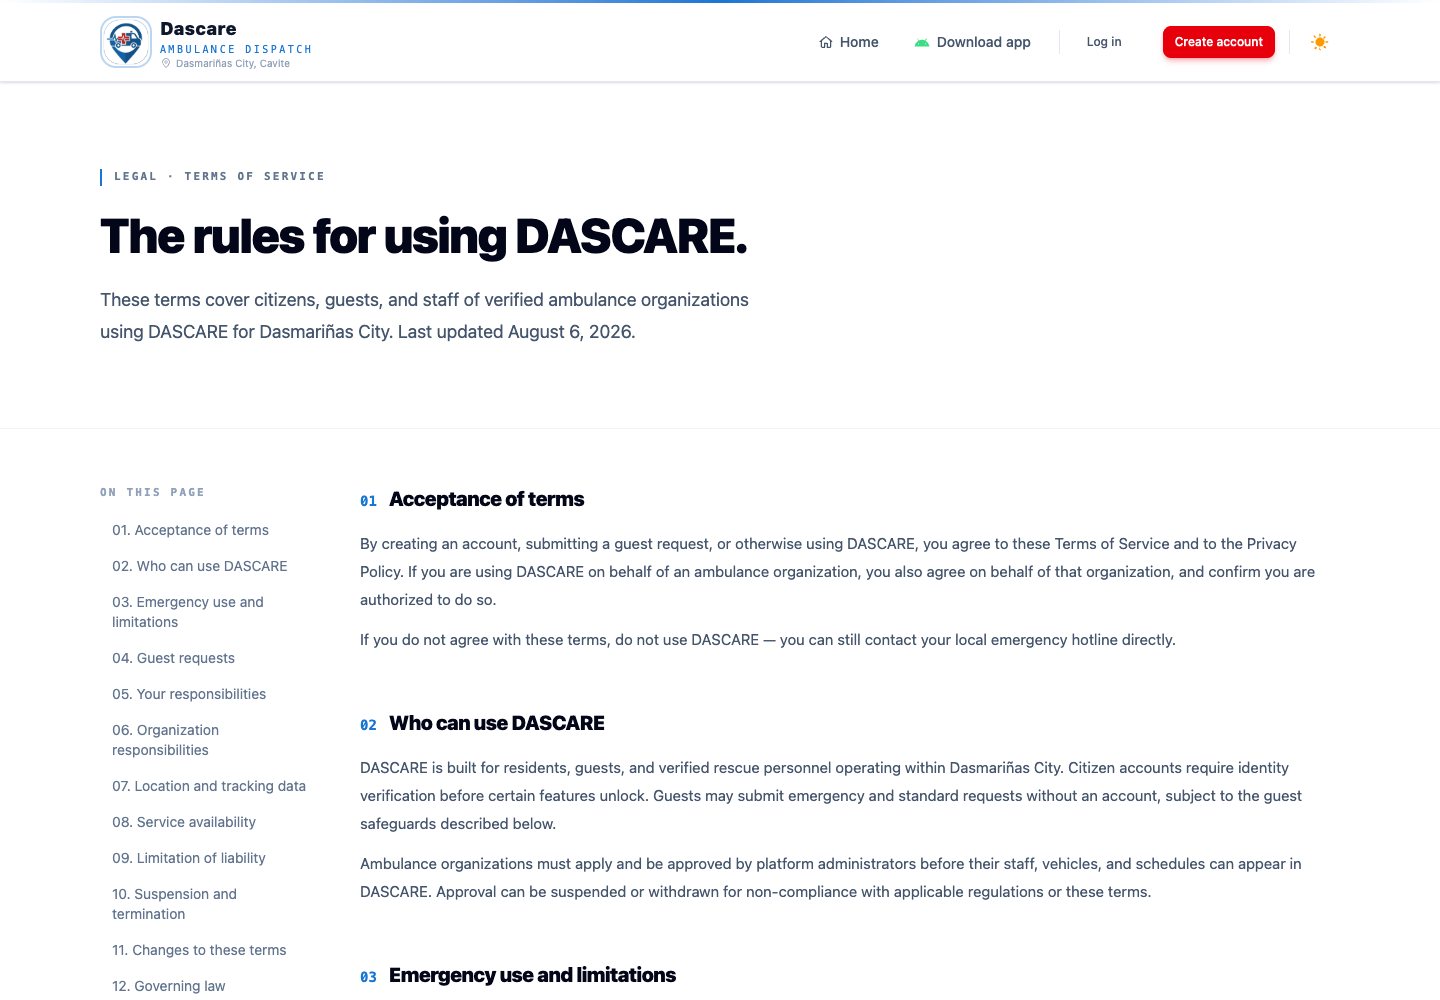 Dascare
AMBULANCE DISPATCH
Dasmariñas City, Cavite
Home
Download app
Log in
Create account
LEGAL · TERMS OF SERVICE
The rules for using DASCARE.
These terms cover citizens, guests, and staff of verified ambulance organizations
using DASCARE for Dasmariñas City. Last updated August 6, 2026.
ON THIS PAGE
01. Acceptance of terms
02. Who can use DASCARE
03. Emergency use and
limitations
04. Guest requests
05. Your responsibilities
06. Organization
responsibilities
07. Location and tracking data
08. Service availability
09. Limitation of liability
10. Suspension and
termination
11. Changes to these terms
12. Governing law
01 Acceptance of terms
By creating an account, submitting a guest request, or otherwise using DASCARE, you agree to these Terms of Service and to the Privacy
Policy. If you are using DASCARE on behalf of an ambulance organization, you also agree on behalf of that organization, and confirm you are
authorized to do so.
If you do not agree with these terms, do not use DASCARE — you can still contact your local emergency hotline directly.
02 Who can use DASCARE
DASCARE is built for residents, guests, and verified rescue personnel operating within Dasmariñas City. Citizen accounts require identity
verification before certain features unlock. Guests may submit emergency and standard requests without an account, subject to the guest
safeguards described below.
Ambulance organizations must apply and be approved by platform administrators before their staff, vehicles, and schedules can appear in
DASCARE. Approval can be suspended or withdrawn for non-compliance with applicable regulations or these terms.
03 Emergency use and limitations